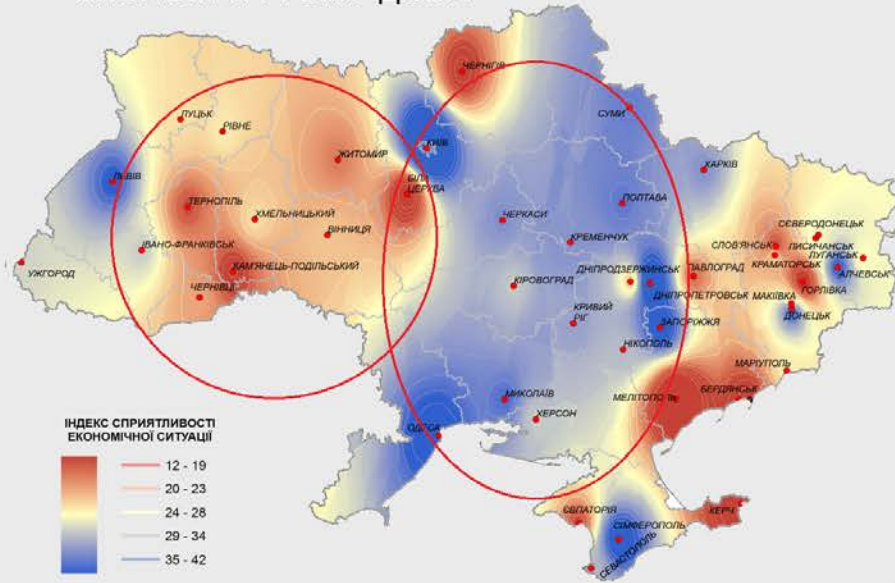 ЧЕРНІГІВ
СУМИ
ЛУЦЬК
РІВНЕ
КИЇВ
ЖИТОМИР
ХАРКІВ
ЛЬВІВ
БІЛА
ЦЕРКВА
ПОЛТАВА
ТЕРНОПІЛЬ
ХМЕЛЬНИЦЬКИЙ
ЧЕРКАСИ
ВІННИЦЯ
КРЕМЕНЧУК
СЄВЕРОДОНЕЦЬК
ІВАНО-ФРАНКІВСЬК
СЛОВ'ЯНСЬК
ЛИСИЧАНСЬК
ЛУГАНСЬК
КРАМАТОРСЬК
УЖГОРОД
КАМ'ЯНЕЦЬ-ПОДІЛЬСЬКИЙ
ДНІПРОДЗЕРЖИНСЬК
ПАВЛОГРАД
АЛЧЕВСЬК
КІРОВОГРАД
ГОРЛІВКА
ЧЕРНІВЦІ
ДНІПРОПЕТРОВСЬК
МАКІЇВКА
КРИВИЙ
РІГ
ДОНЕЦЬК
ЗАПОРІЖЖЯ
НІКОПОЛЬ
МАРІУПОЛЬ
МИКОЛАЇВ
МЕЛІТОПОЛЬ
БЕРДЯНСЬК
ХЕРСОН
ОДЕСА
ІНДЕКС СПРИЯТЛИВОСТІ
ЕКОНОМІЧНОЇ СИТУАЦІЇ
12 - 19
20 - 23
24 - 28
29 - 34
35 - 42
ЄВПАТОРІЯ
КЕРЧ
СІМФЕРОПОЛЬ
СЕВАСТОПОЛЬ